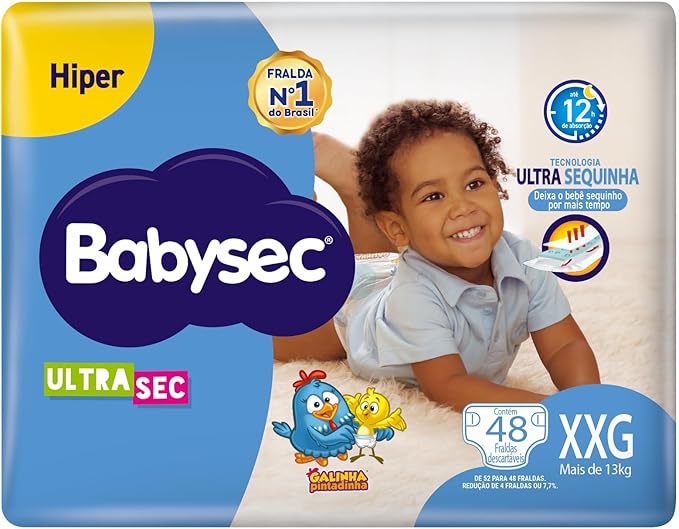 Hiper
FRALDA
Nº1
do Brasil
até
12h
de absorção
TECNOLOGIA
ULTRA SEQUINHA
Deixa o bebê sequinho
por mais tempo
Babysec®
ULTRA SEC
GALINHA
pintadinha
Contém
48
Fraldas
descartáveis
XXG
Mais de 13kg
DE 52 PARA 48 FRALDAS.
REDUÇÃO DE 4 FRALDAS OU 7,7%.